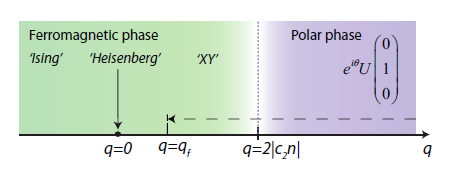 Ferromagnetic phase
Polar phase
'Ising' 'Heisenberg' 'XY'
e^{iθ}U (0 1 0)
q=0 q=q_f q=2|c_2n| q